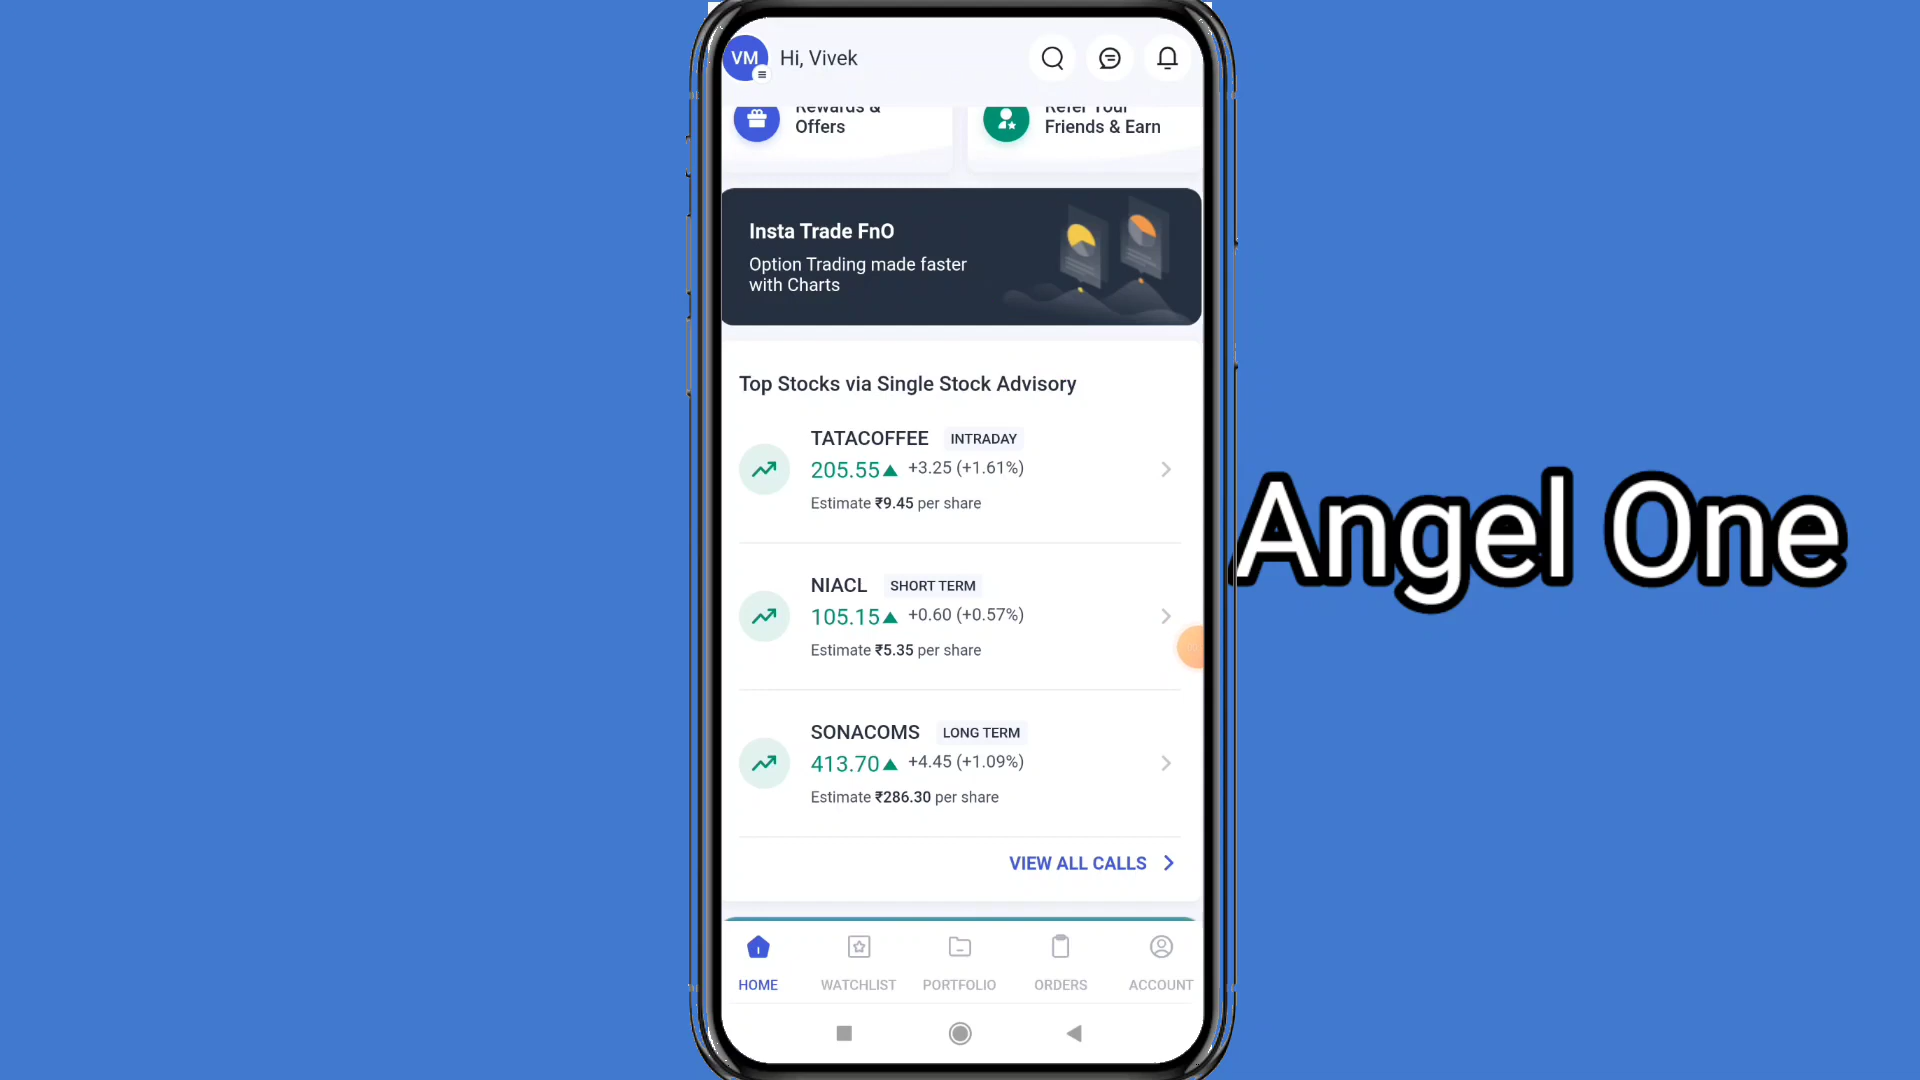 VM Hi, Vivek
Rewards & Refer Your
Offers Friends & Earn
Insta Trade FnO
Option Trading made faster
with Charts
Top Stocks via Single Stock Advisory
TATACOFFEE INTRADAY
205.55▲ +3.25 (+1.61%)
Estimate ₹9.45 per share
NIACL SHORT TERM
105.15▲ +0.60 (+0.57%)
Estimate ₹5.35 per share
SONACOMS LONG TERM
413.70▲ +4.45 (+1.09%)
Estimate ₹286.30 per share
VIEW ALL CALLS
HOME WATCHLIST PORTFOLIO ORDERS ACCOUNT
Angel One